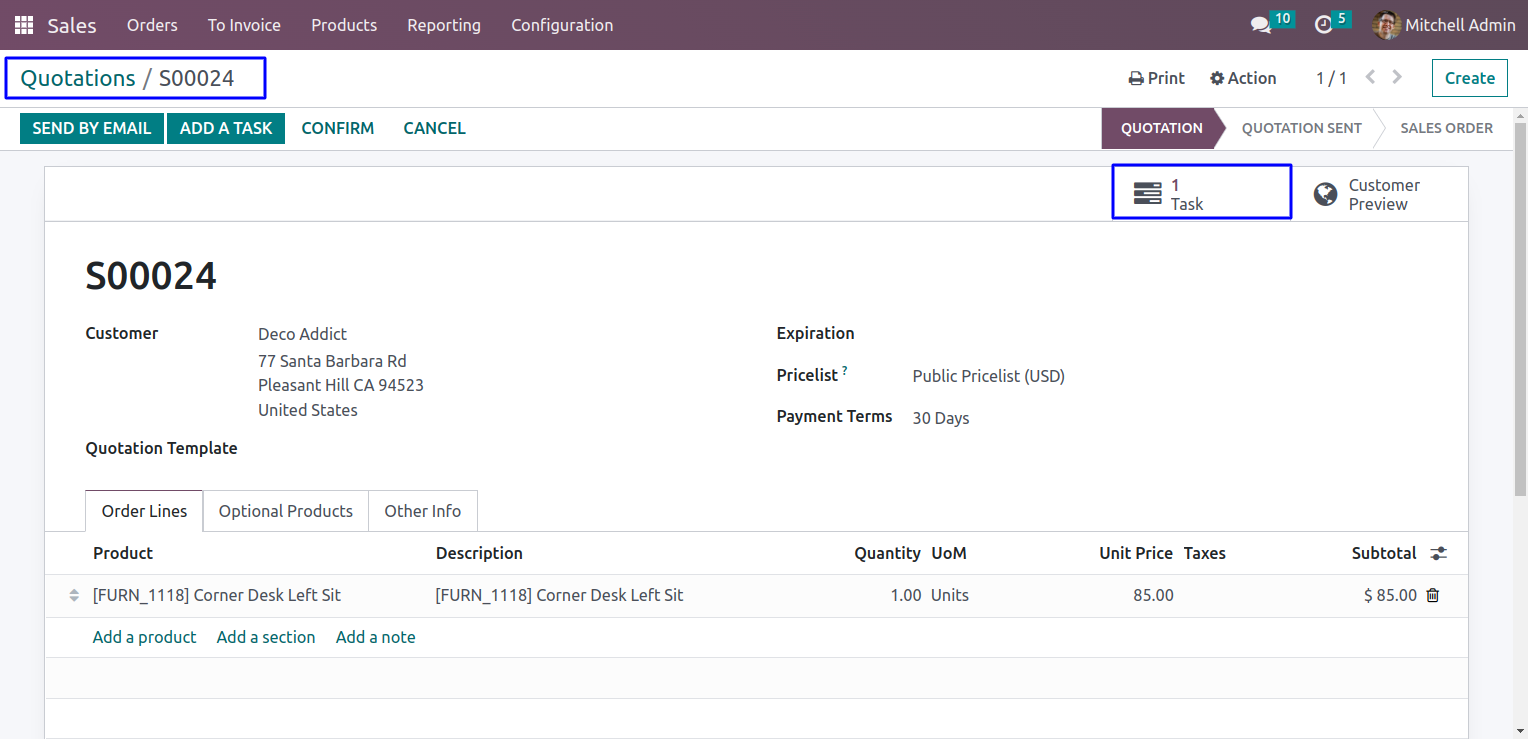 Sales Orders To Invoice Products Reporting Configuration 10 5 Mitchell Admin
Quotations / S00024 Print Action 1 / 1 Create
SEND BY EMAIL ADD A TASK CONFIRM CANCEL QUOTATION QUOTATION SENT SALES ORDER
1
Task
Customer
Preview
S00024
Customer Deco Addict
77 Santa Barbara Rd
Pleasant Hill CA 94523
United States
Quotation Template
Expiration
Pricelist ? Public Pricelist (USD)
Payment Terms 30 Days
Order Lines Optional Products Other Info
Product Description Quantity UoM Unit Price Taxes Subtotal
[FURN_1118] Corner Desk Left Sit [FURN_1118] Corner Desk Left Sit 1.00 Units 85.00 $ 85.00
Add a product Add a section Add a note